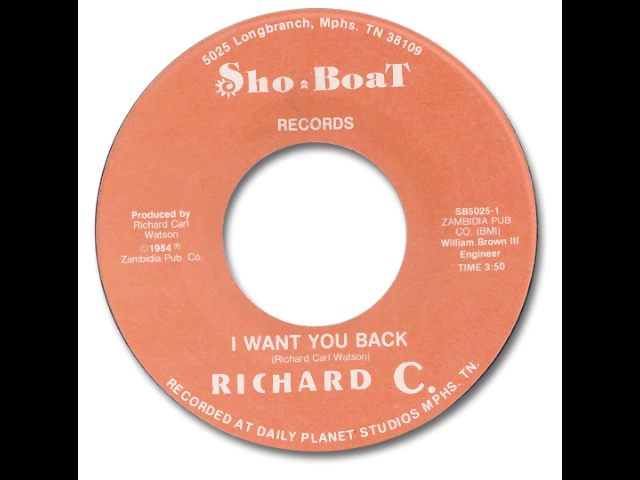 5025 Longbranch, Mphs. TN 38109
Sho-BoaT
RECORDS
Produced by
Richard Carl
Watson
©1984 ℗
Zambidia Pub. Co.
SB5025-1
ZAMBIDIA PUB.
CO. (BMI)
William Brown III
Engineer
TIME 3:50
I WANT YOU BACK
(Richard Carl Watson)
RICHARD C.
RECORDED AT DAILY PLANET STUDIOS MPHS. TN.